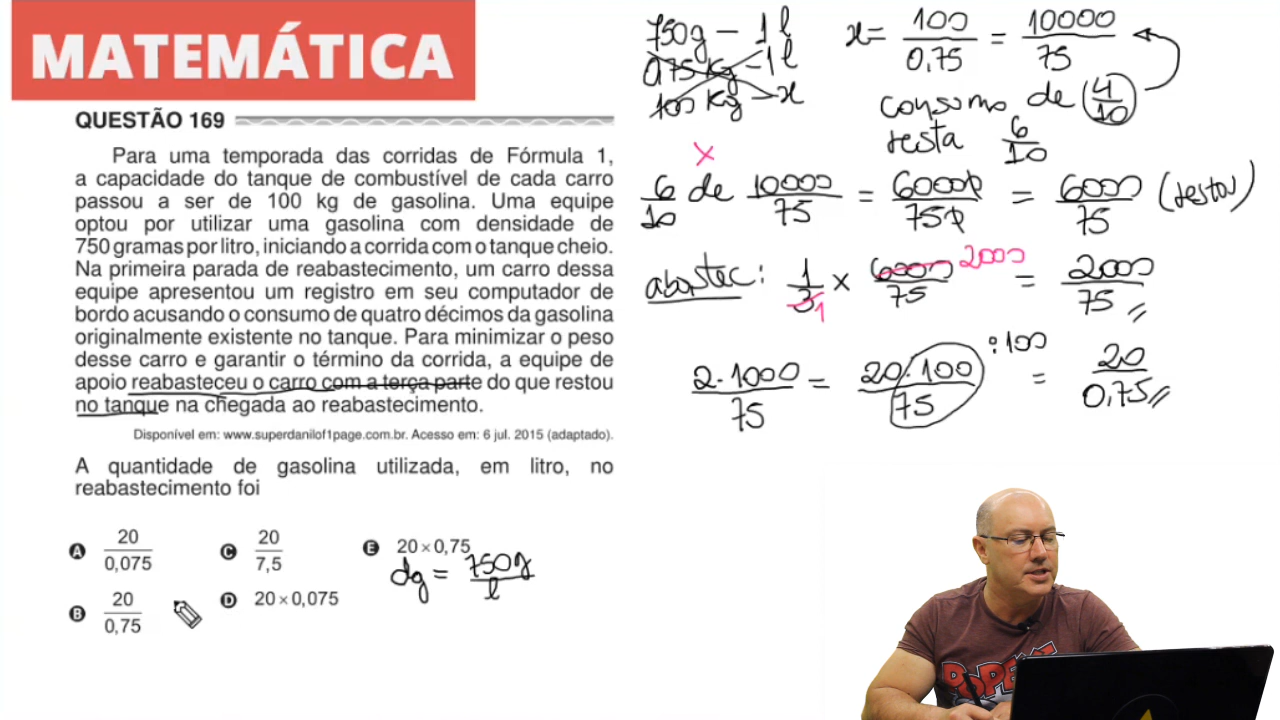 MATEMÁTICA
QUESTÃO 169
Para uma temporada das corridas de Fórmula 1,
a capacidade do tanque de combustível de cada carro
passou a ser de 100 kg de gasolina. Uma equipe
optou por utilizar uma gasolina com densidade de
750 gramas por litro, iniciando a corrida com o tanque cheio.
Na primeira parada de reabastecimento, um carro dessa
equipe apresentou um registro em seu computador de
bordo acusando o consumo de quatro décimos da gasolina
originalmente existente no tanque. Para minimizar o peso
desse carro e garantir o término da corrida, a equipe de
apoio reabasteceu o carro com a terça parte do que restou
no tanque na chegada ao reabastecimento.
Disponível em: www.superdanilof1page.com.br. Acesso em: 6 jul. 2015 (adaptado).
A quantidade de gasolina utilizada, em litro, no
reabastecimento foi
A 20/0,075
B 20/0,75
C 20/7,5
D 20 × 0,075
E 20 × 0,75
dg = 750g/l
750g – 1 l
0,75 kg – 1 l
100 kg – x
x = 100/0,75 = 10000/75
consumo de 4/10
resta 6/10
x
6/10 de 10000/75 = 60000/750 = 6000/75 (restou)
abastec: 1/3 × 6000/75 = 2000/75
2000
1
2.1000/75 = 20.100/75 :100 = 20/0,75
POPEYE